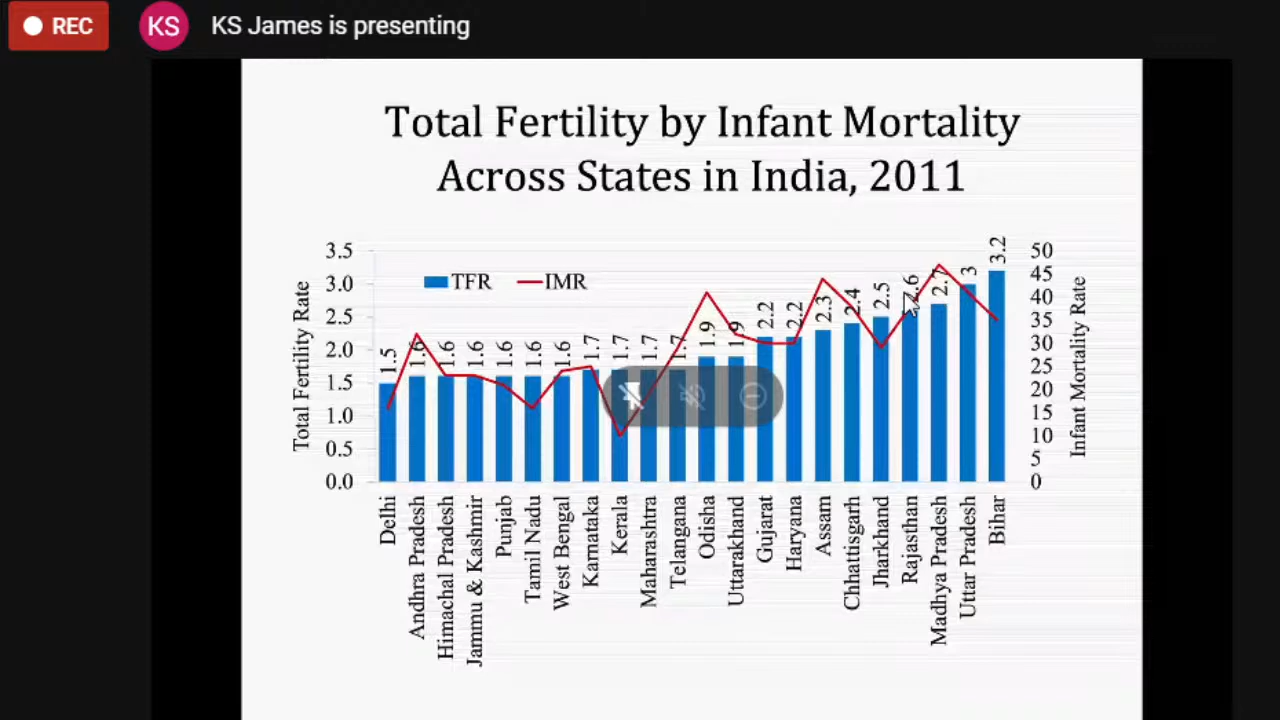 REC
KS
KS James is presenting
Total Fertility by Infant Mortality
Across States in India, 2011
TFR
IMR
Total Fertility Rate
3.5
3.0
2.5
2.0
1.5
1.0
0.5
0.0
1.5
1.6
1.6
1.6
1.6
1.6
1.6
1.7
1.7
1.7
1.7
1.9
1.9
2.2
2.2
2.3
2.4
2.5
2.6
2.7
3
3.2
50
45
40
35
30
25
20
15
10
5
0
Infant Mortality Rate
Delhi
Andhra Pradesh
Himachal Pradesh
Jammu & Kashmir
Punjab
Tamil Nadu
West Bengal
Karnataka
Kerala
Maharashtra
Telangana
Odisha
Uttarakhand
Gujarat
Haryana
Assam
Chhattisgarh
Jharkhand
Rajasthan
Madhya Pradesh
Uttar Pradesh
Bihar